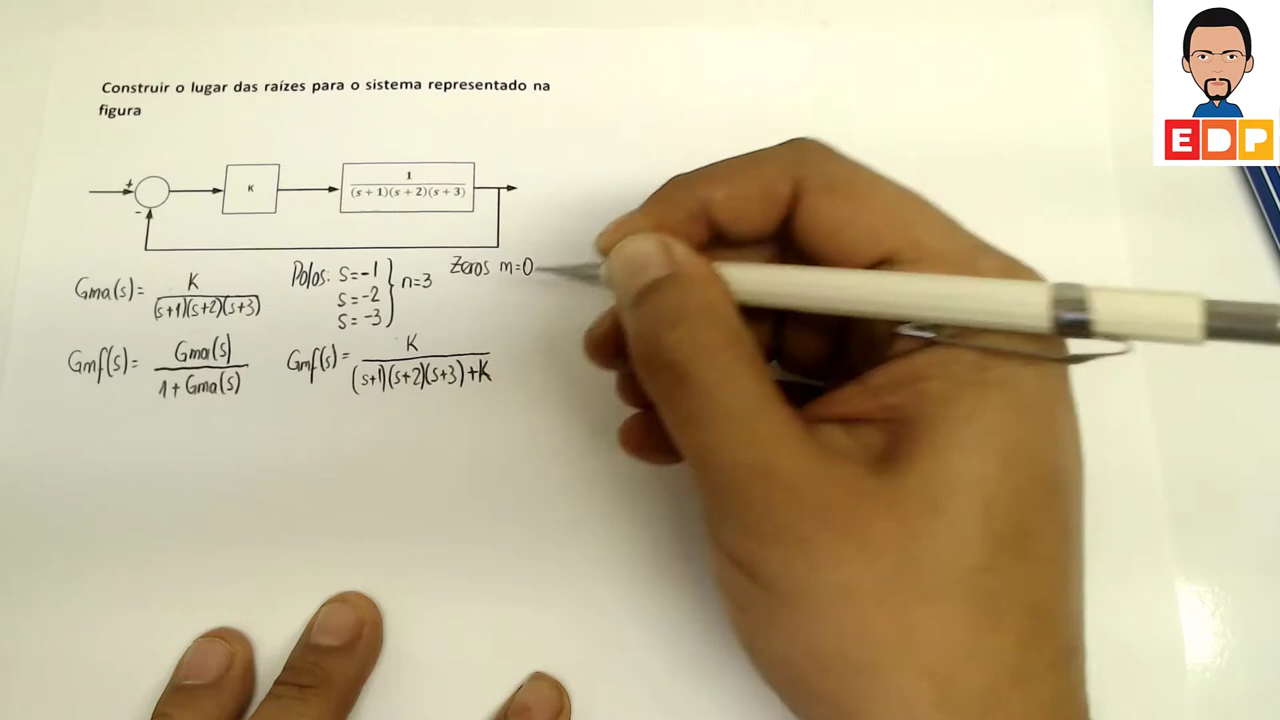 Construir o lugar das raízes para o sistema representado na
figura
+
-
K
1
(s + 1)(s + 2)(s + 3)
Gma(s)= K
(s+1)(s+2)(s+3)
Polos: s=-1
s=-2
s=-3
n=3
Zeros m=0
Gmf(s)= Gma(s)
1+Gma(s)
Gmf(s)= K
(s+1)(s+2)(s+3)+K
EDP